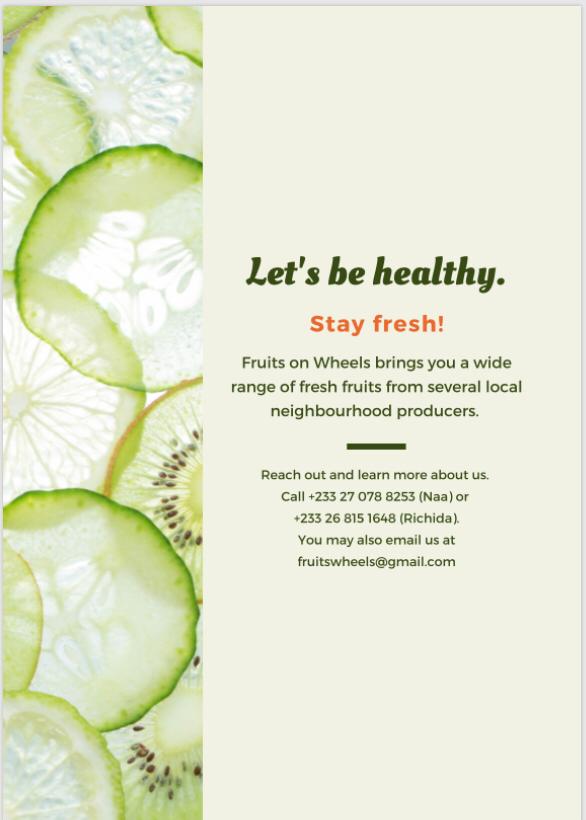 Let's be healthy.
Stay fresh!
Fruits on Wheels brings you a wide
range of fresh fruits from several local
neighbourhood producers.
Reach out and learn more about us.
Call +233 27 078 8253 (Naa) or
+233 26 815 1648 (Richida).
You may also email us at
fruitswheels@gmail.com